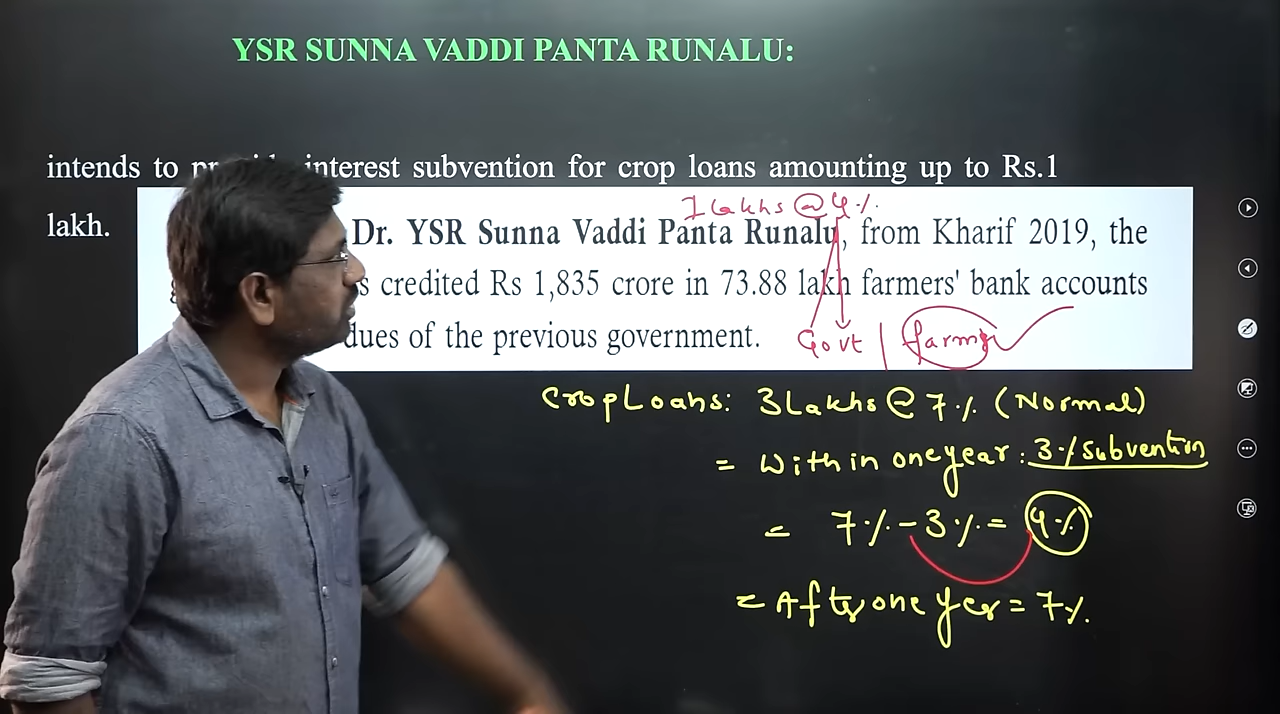 YSR SUNNA VADDI PANTA RUNALU:
intends to interest subvention for crop loans amounting up to Rs.1
lakh.
1 Lakhs @ 4%
Dr. YSR Sunna Vaddi Panta Runalu, from Kharif 2019, the
credited Rs 1,835 crore in 73.88 lakh farmers' bank accounts
dues of the previous government.
Govt | farmer
Crop Loans: 3 Lakhs @ 7% (Normal)
= With in one year: 3% Subvention
= 7% - 3% = 4%
= After one year = 7%